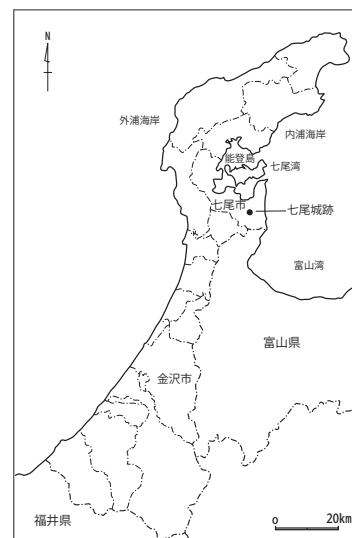 N
外浦海岸
内浦海岸
能登島
七尾湾
七尾市
七尾城跡
富山湾
富山県
金沢市
福井県
0 20km